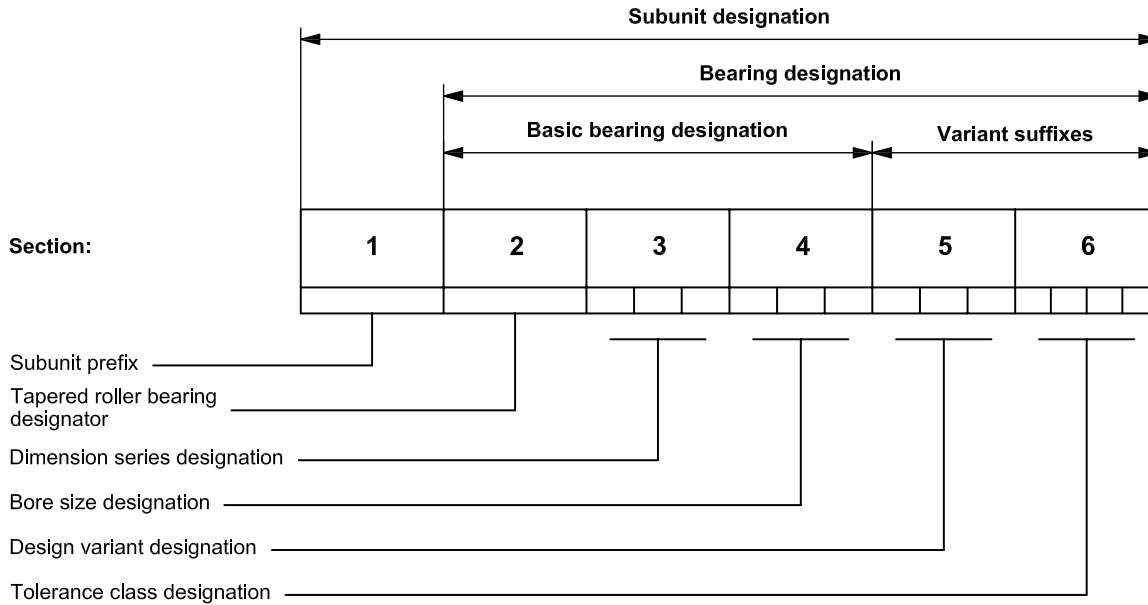 Subunit designation
Bearing designation
Basic bearing designation
Variant suffixes
Section:
1
2
3
4
5
6
Subunit prefix
Tapered roller bearing
designator
Dimension series designation
Bore size designation
Design variant designation
Tolerance class designation